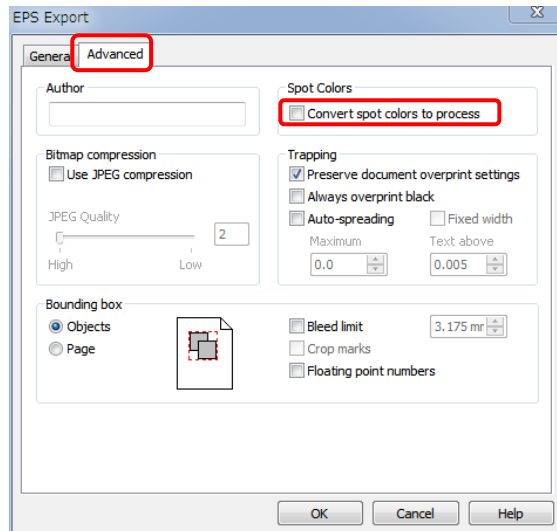 EPS Export
General Advanced
Author
Spot Colors
Convert spot colors to process
Bitmap compression
Use JPEG compression
JPEG Quality
2
High Low
Trapping
Preserve document overprint settings
Always overprint black
Auto-spreading Fixed width
Maximum Text above
0.0 0.005
Bounding box
Objects
Page
Bleed limit 3.175 mr
Crop marks
Floating point numbers
OK Cancel Help